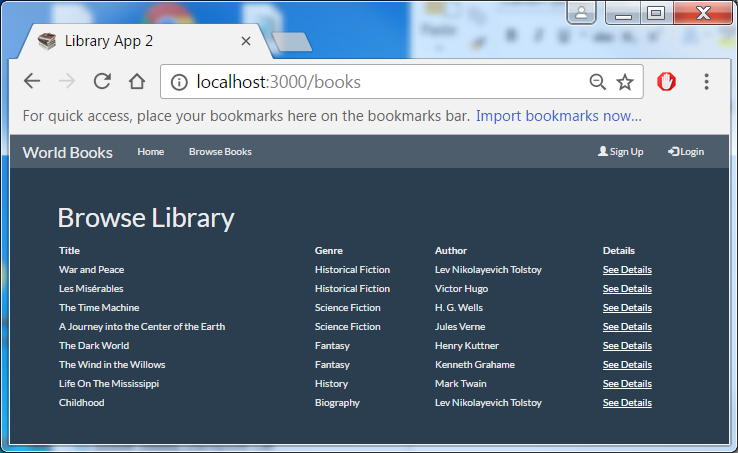 Library App 2
localhost:3000/books
For quick access, place your bookmarks here on the bookmarks bar. Import bookmarks now...
World Books Home Browse Books Sign Up Login
Browse Library
Title Genre Author Details
War and Peace Historical Fiction Lev Nikolayevich Tolstoy See Details
Les Misérables Historical Fiction Victor Hugo See Details
The Time Machine Science Fiction H. G. Wells See Details
A Journey into the Center of the Earth Science Fiction Jules Verne See Details
The Dark World Fantasy Henry Kuttner See Details
The Wind in the Willows Fantasy Kenneth Grahame See Details
Life On The Mississippi History Mark Twain See Details
Childhood Biography Lev Nikolayevich Tolstoy See Details